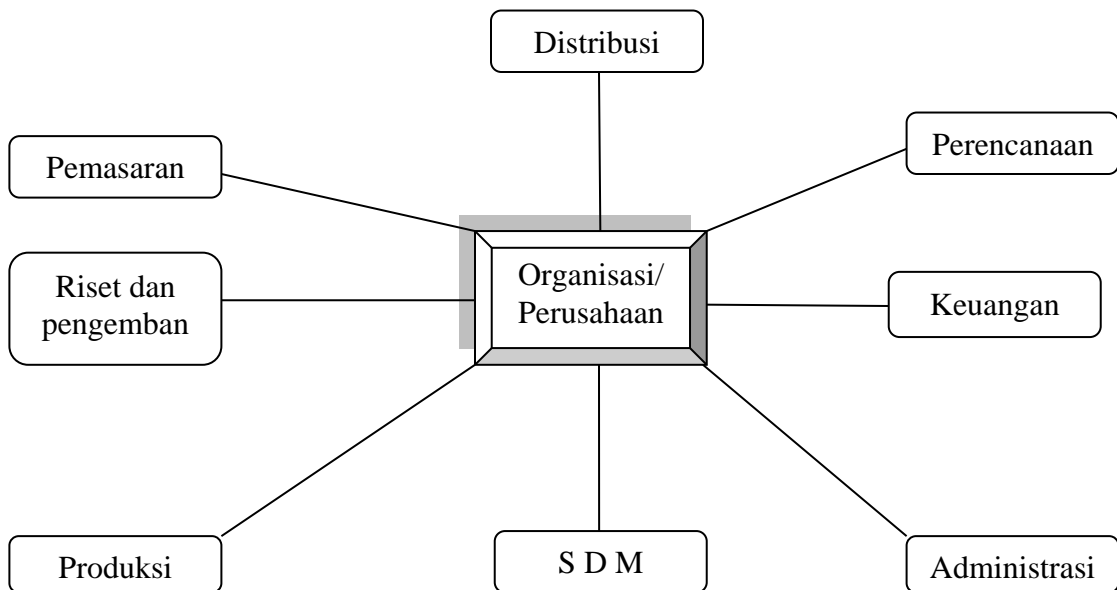 Distribusi
Perencanaan
Pemasaran
Organisasi/
Perusahaan
Riset dan
pengemban
Keuangan
Produksi
S D M
Administrasi